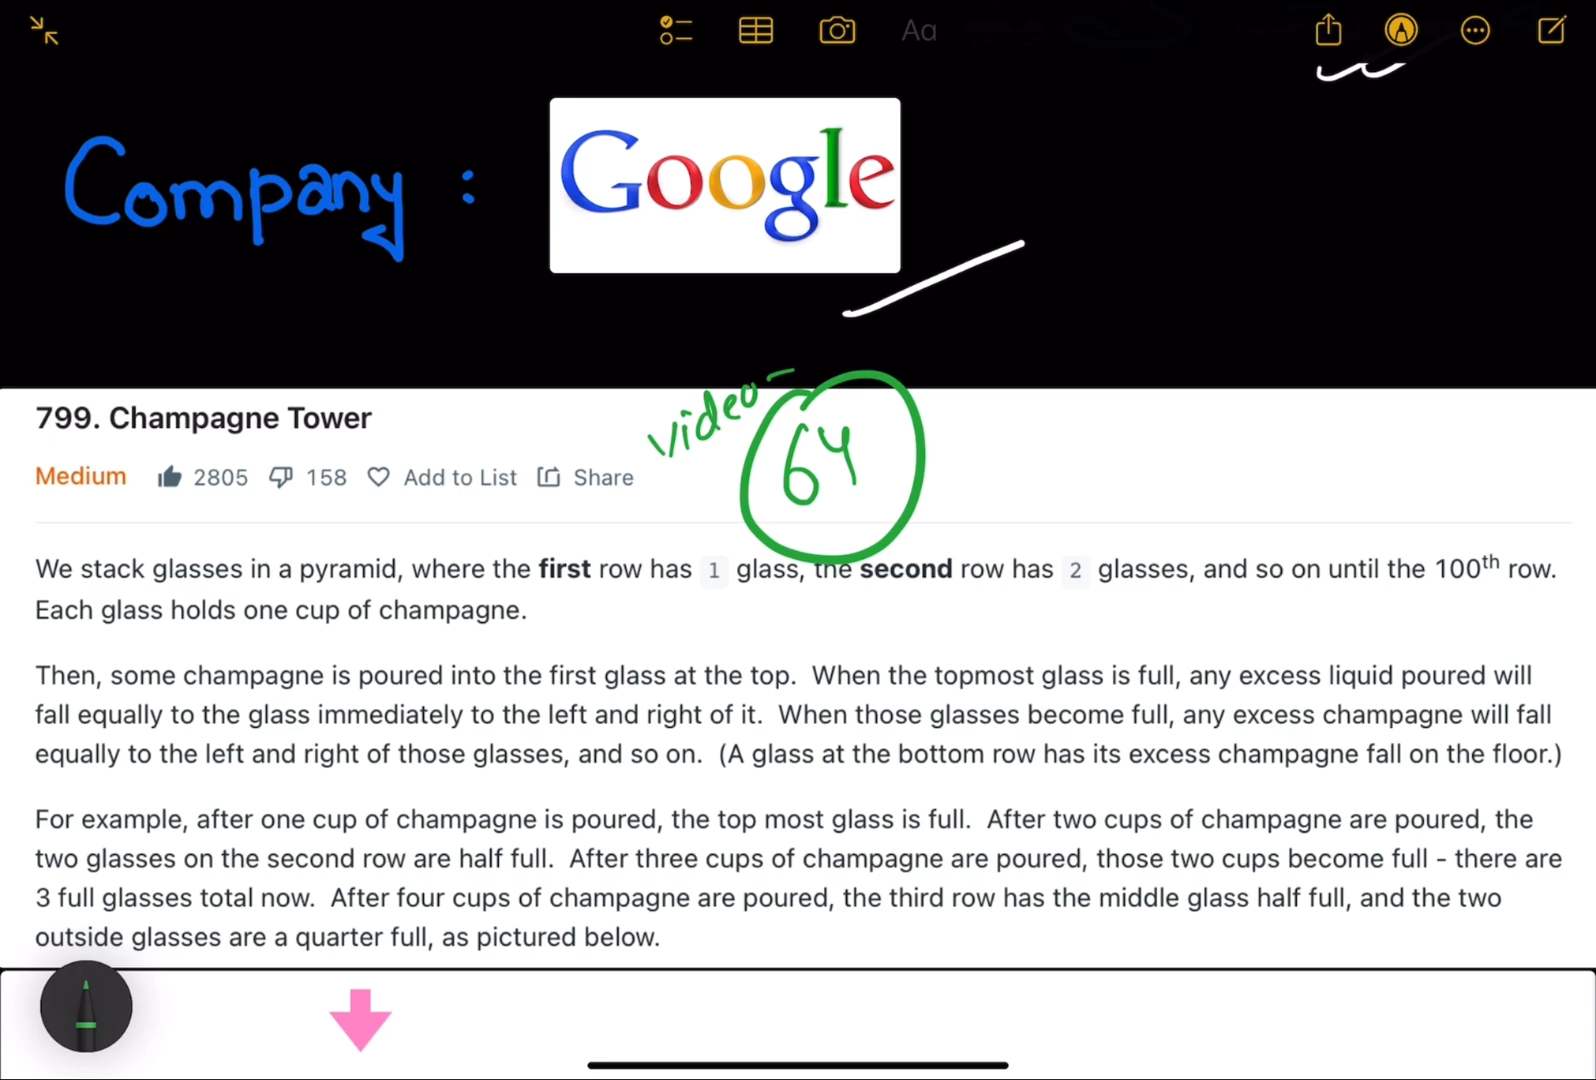 Aa
Company :
Google
video - 64
799. Champagne Tower
Medium 2805 158 Add to List Share
We stack glasses in a pyramid, where the first row has 1 glass, the second row has 2 glasses, and so on until the 100th row.
Each glass holds one cup of champagne.
Then, some champagne is poured into the first glass at the top. When the topmost glass is full, any excess liquid poured will
fall equally to the glass immediately to the left and right of it. When those glasses become full, any excess champagne will fall
equally to the left and right of those glasses, and so on. (A glass at the bottom row has its excess champagne fall on the floor.)
For example, after one cup of champagne is poured, the top most glass is full. After two cups of champagne are poured, the
two glasses on the second row are half full. After three cups of champagne are poured, those two cups become full - there are
3 full glasses total now. After four cups of champagne are poured, the third row has the middle glass half full, and the two
outside glasses are a quarter full, as pictured below.